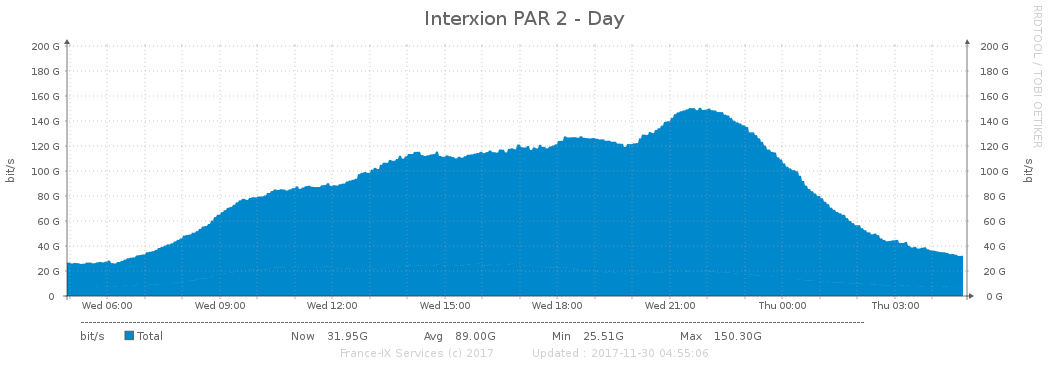 Interxion PAR 2 - Day
RRDTOOL / TOBI OETIKER
200 G 200 G
180 G 180 G
160 G 160 G
140 G 140 G
120 G 120 G
100 G 100 G
80 G 80 G
60 G 60 G
40 G 40 G
20 G 20 G
0 0 G
bit/s bit/s
Wed 06:00 Wed 09:00 Wed 12:00 Wed 15:00 Wed 18:00 Wed 21:00 Thu 00:00 Thu 03:00
bit/s Total Now 31.95G Avg 89.00G Min 25.51G Max 150.30G
France-IX Services (c) 2017 Updated : 2017-11-30 04:55:06